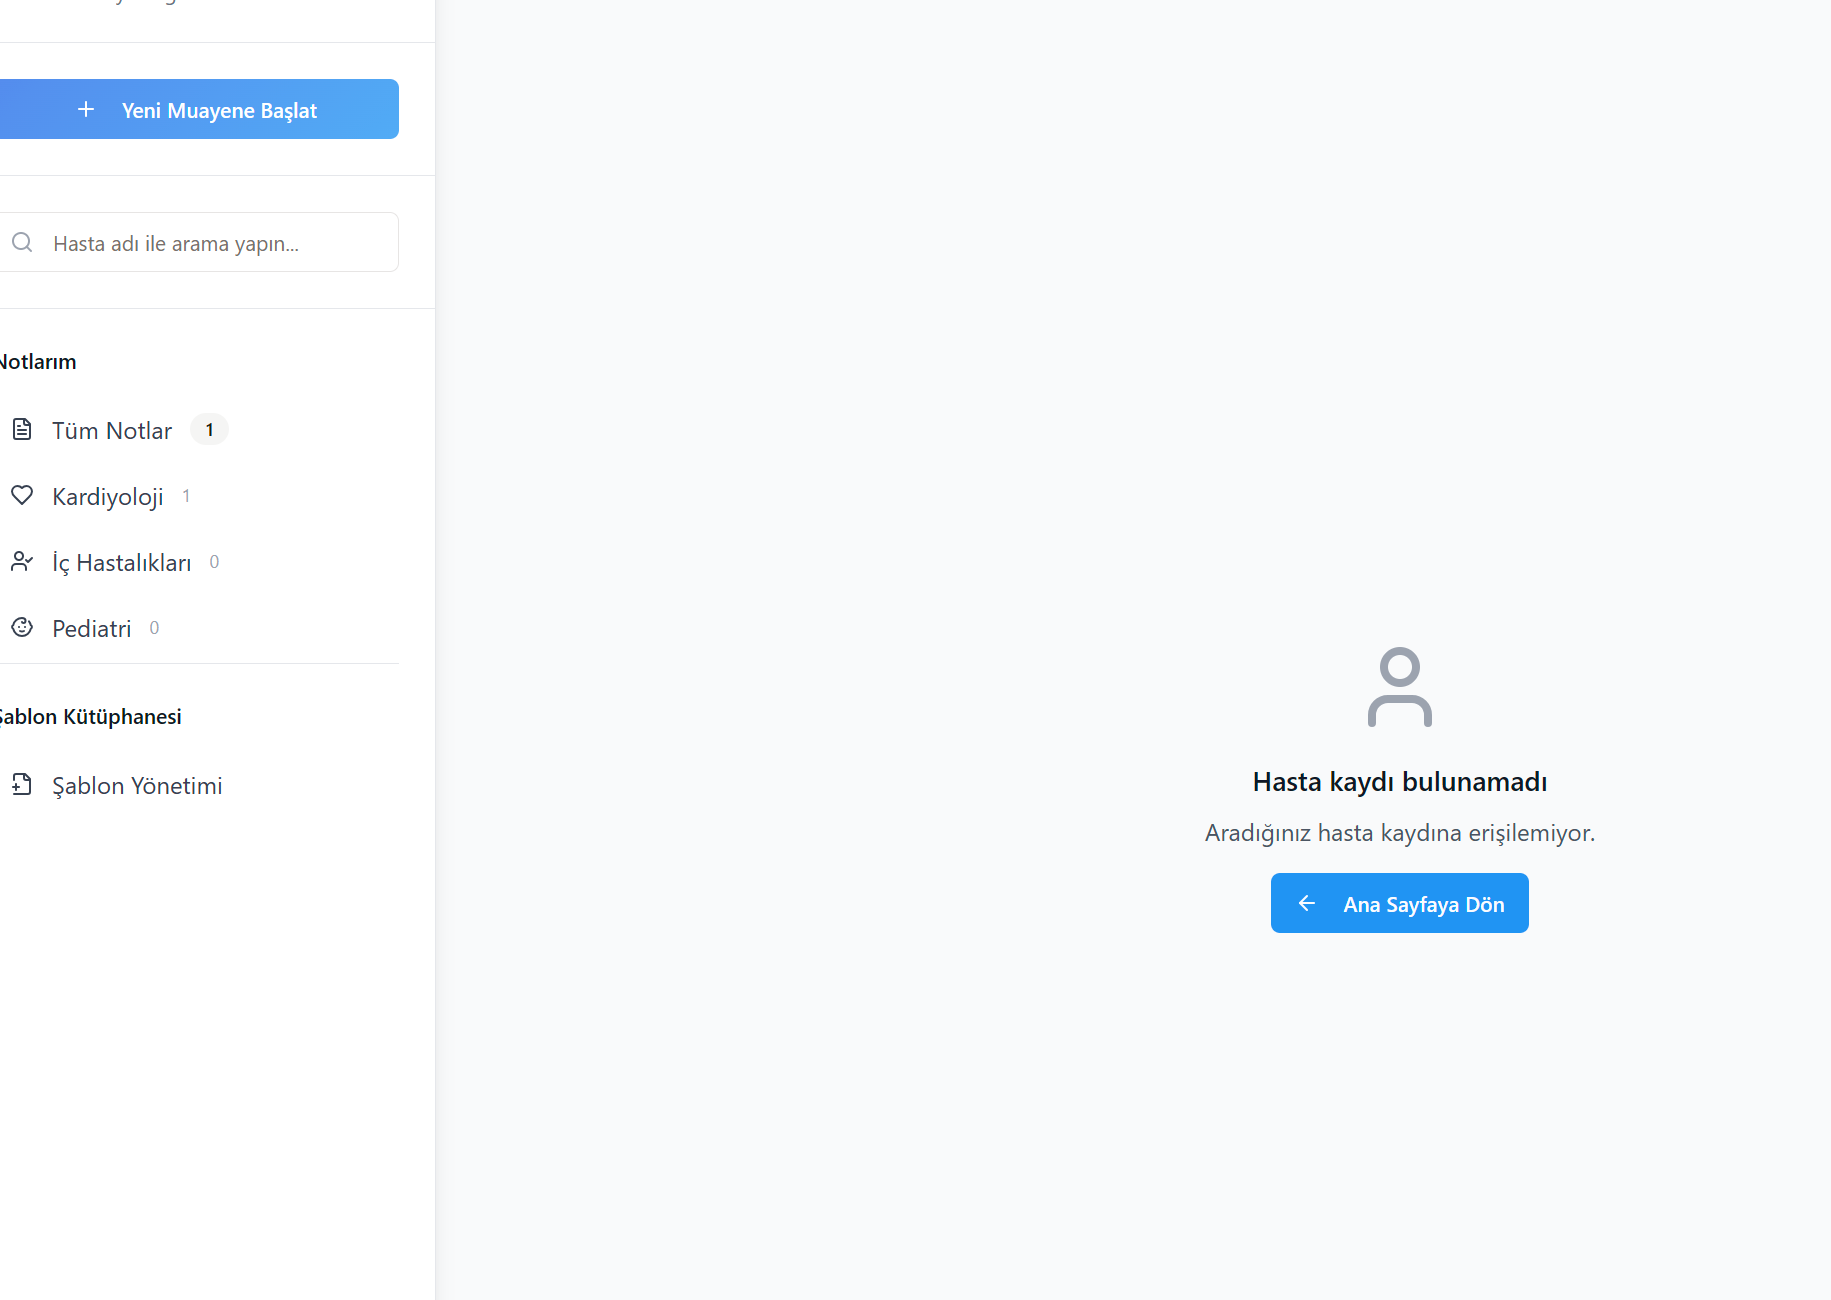 Yeni Muayene Başlat
Hasta adı ile arama yapın...
Notlarım
Tüm Notlar 1
Kardiyoloji 1
İç Hastalıkları 0
Pediatri 0
Şablon Kütüphanesi
Şablon Yönetimi
Hasta kaydı bulunamadı
Aradığınız hasta kaydına erişilemiyor.
Ana Sayfaya Dön